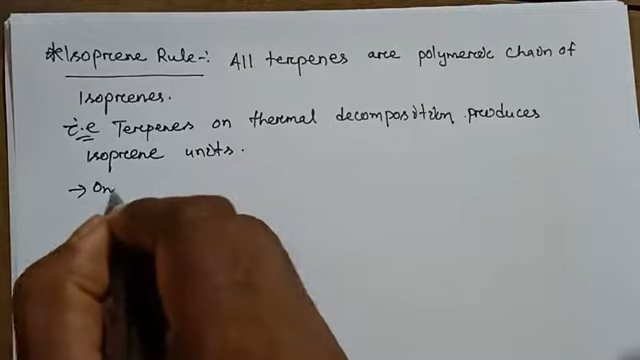 *Isoprene Rule-: All terpenes are polymeric chain of
Isoprenes.
i.e Terpenes on thermal decomposition produces
isoprene units.
→ On